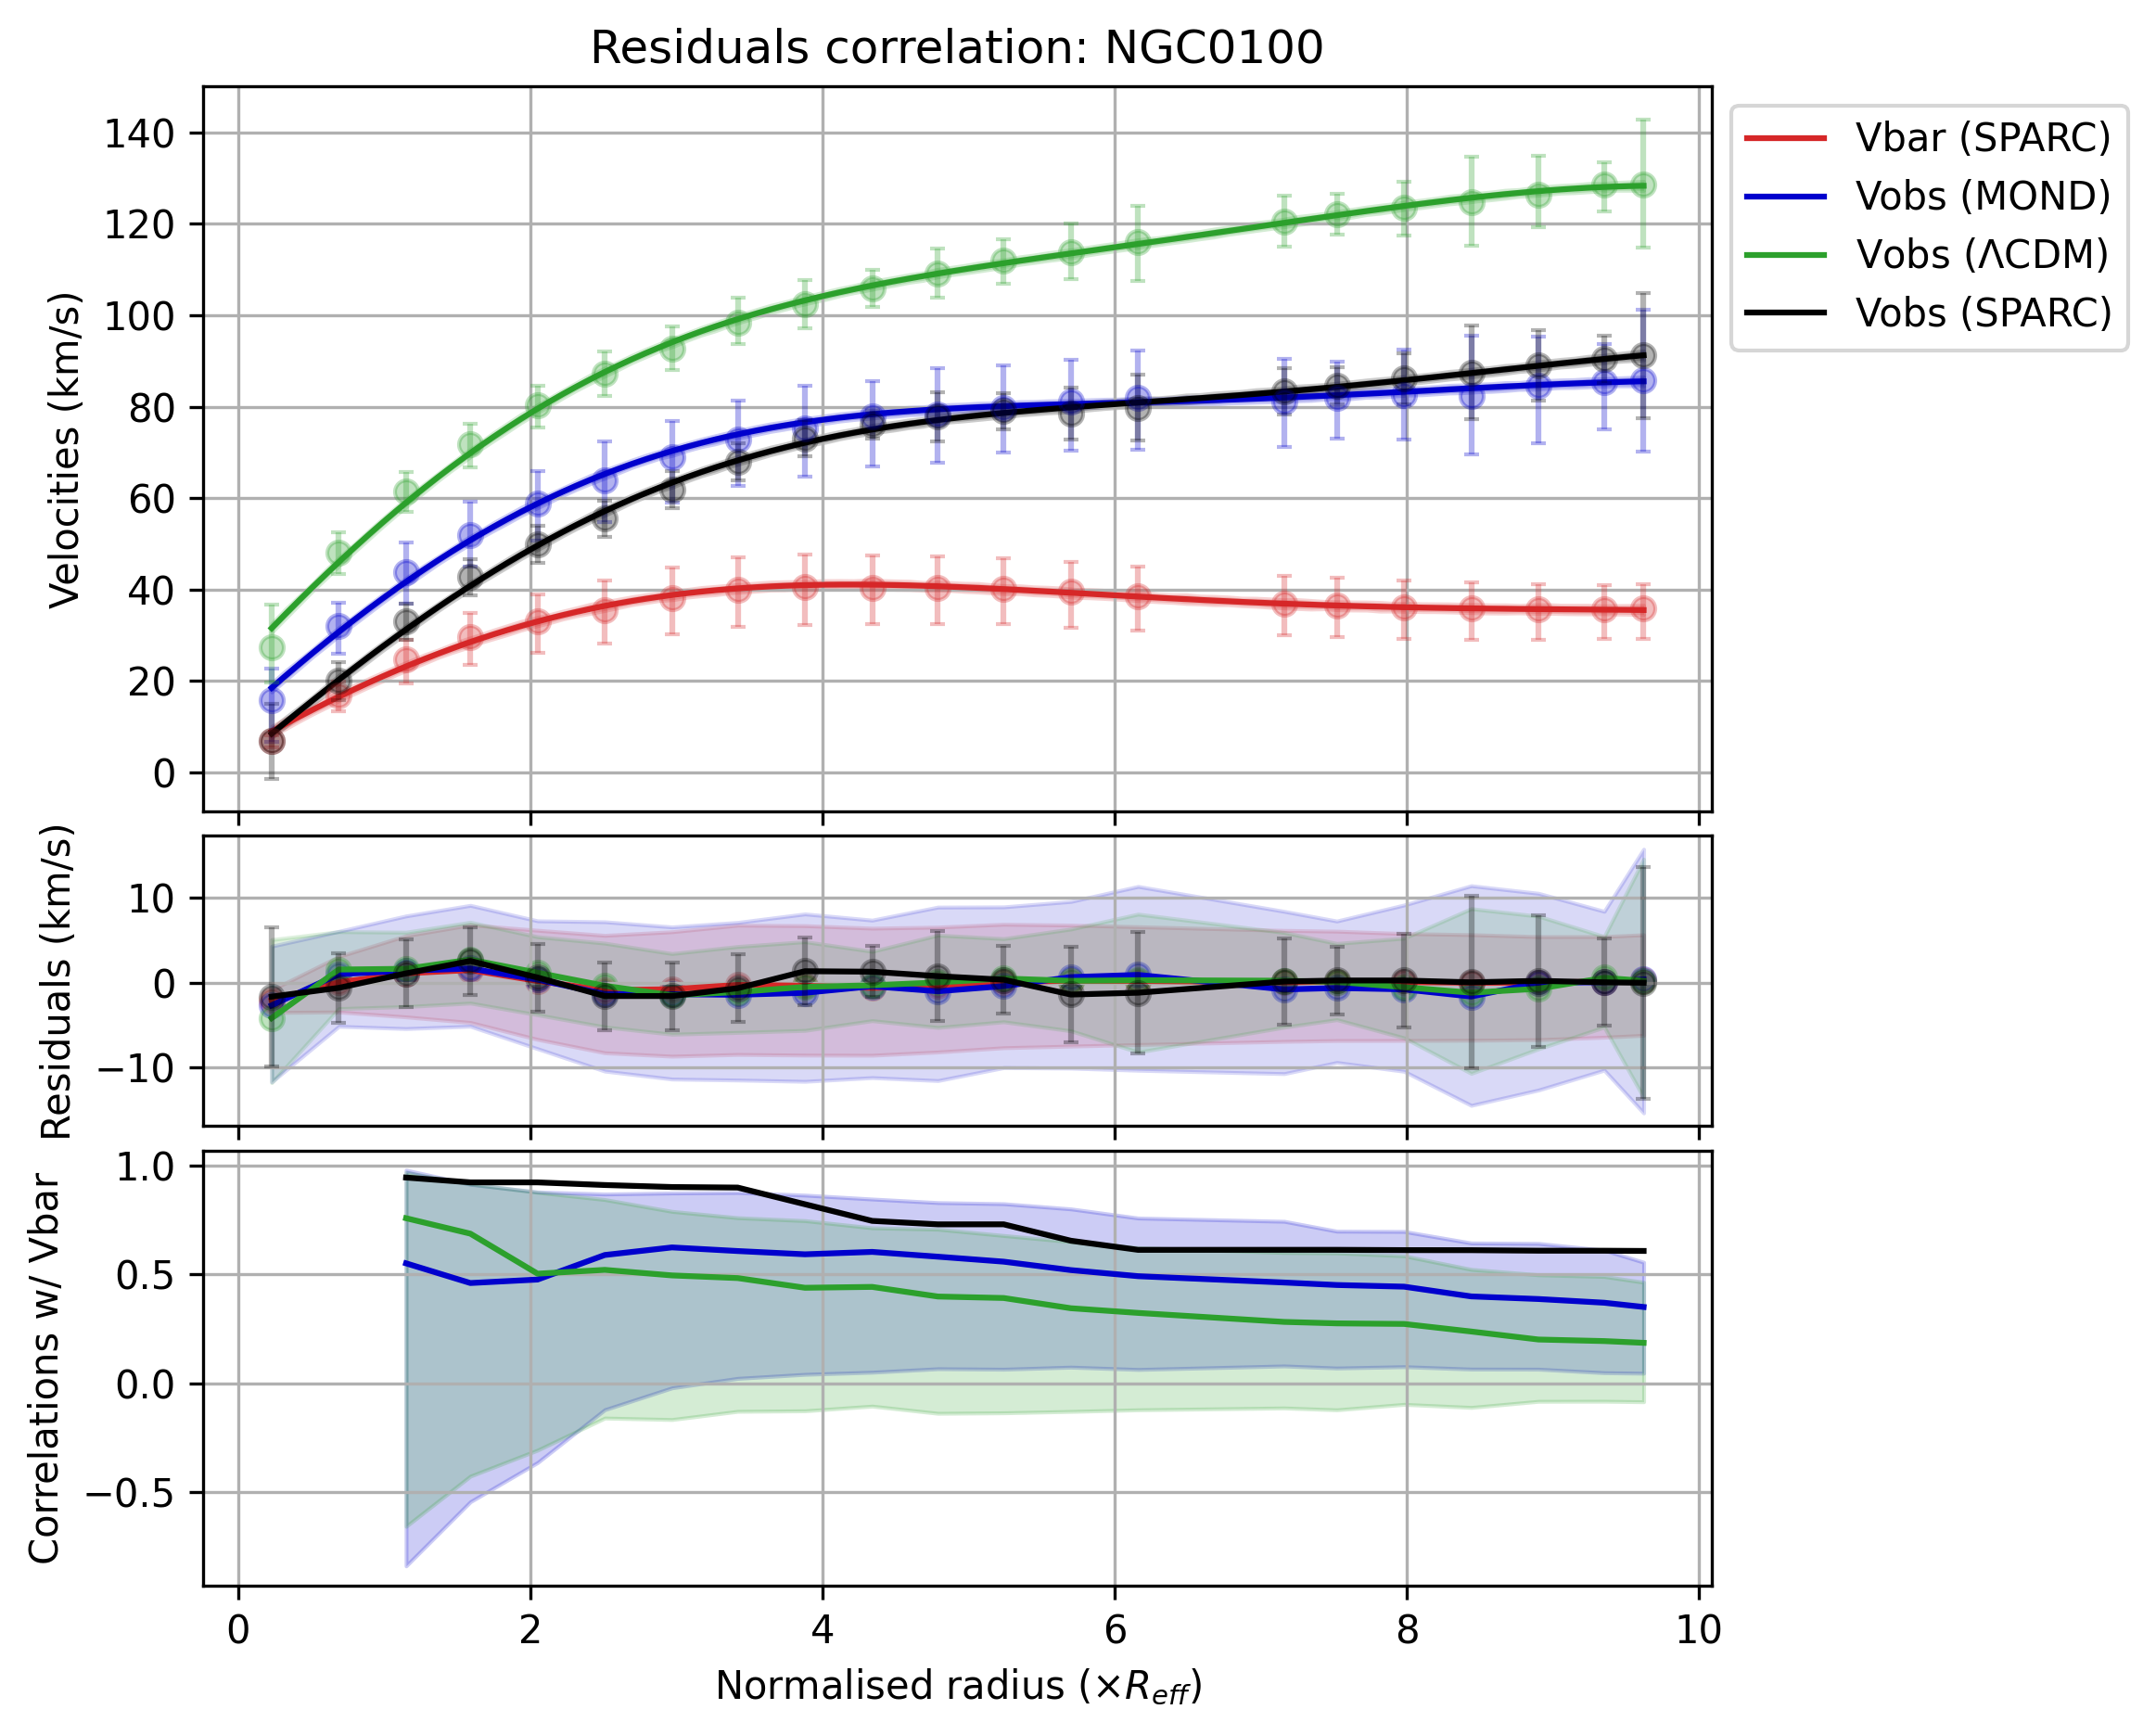 Residuals correlation: NGC0100
Velocities (km/s)
140
120
100
80
60
40
20
0
Vbar (SPARC)
Vobs (MOND)
Vobs (ΛCDM)
Vobs (SPARC)
Residuals (km/s)
10
0
−10
Correlations w/ Vbar
1.0
0.5
0.0
−0.5
0 2 4 6 8 10
Normalised radius (×R_eff)